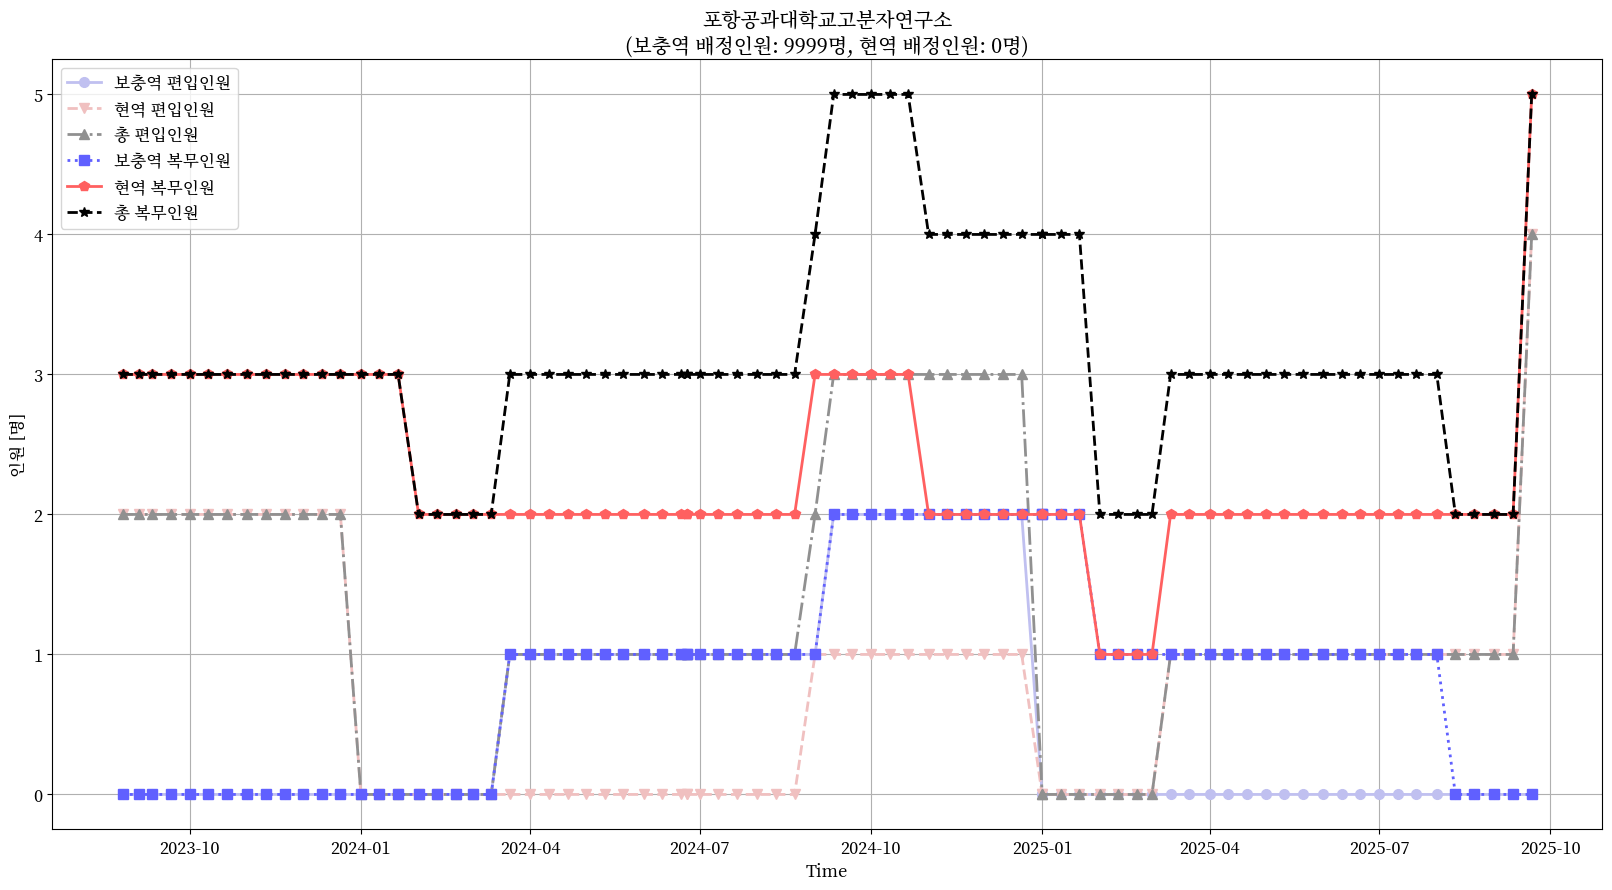 포항공과대학교고분자연구소
(보충역 배정인원: 9999명, 현역 배정인원: 0명)
보충역 편입인원
현역 편입인원
총 편입인원
보충역 복무인원
현역 복무인원
총 복무인원
인원 [명]
5
4
3
2
1
0
2023-10
2024-01
2024-04
2024-07
2024-10
2025-01
2025-04
2025-07
2025-10
Time